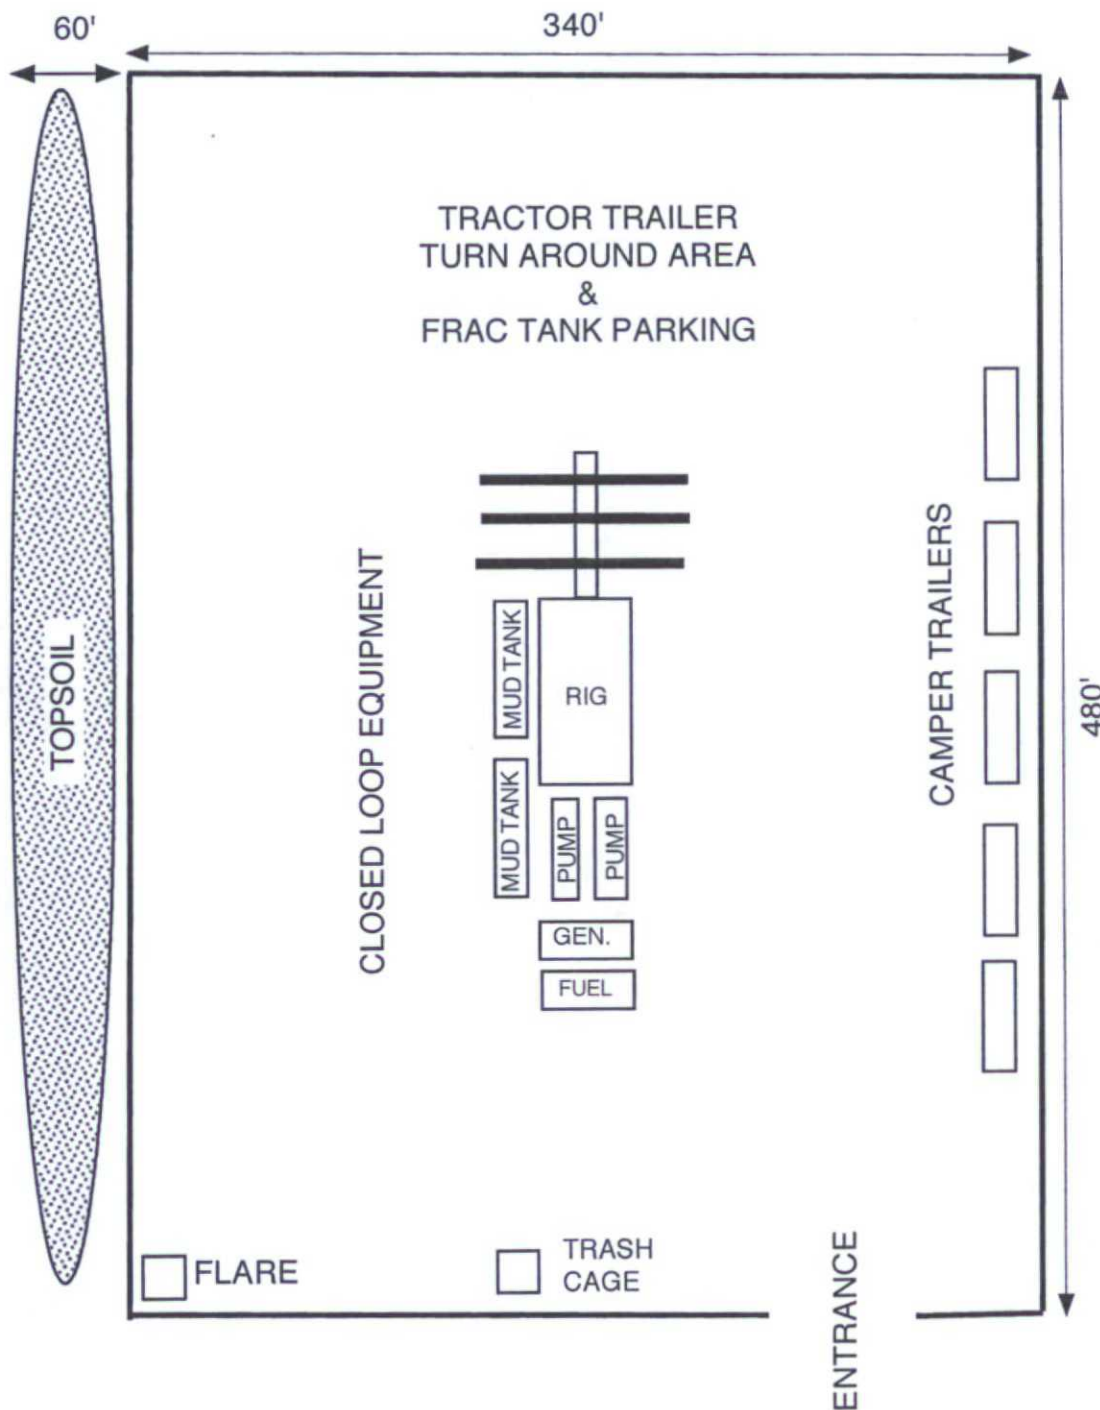 60'
340'
TRACTOR TRAILER
TURN AROUND AREA
&
FRAC TANK PARKING
TOPSOIL
CLOSED LOOP EQUIPMENT
MUD TANK
RIG
MUD TANK
PUMP
PUMP
GEN.
FUEL
CAMPER TRAILERS
480'
FLARE
TRASH
CAGE
ENTRANCE